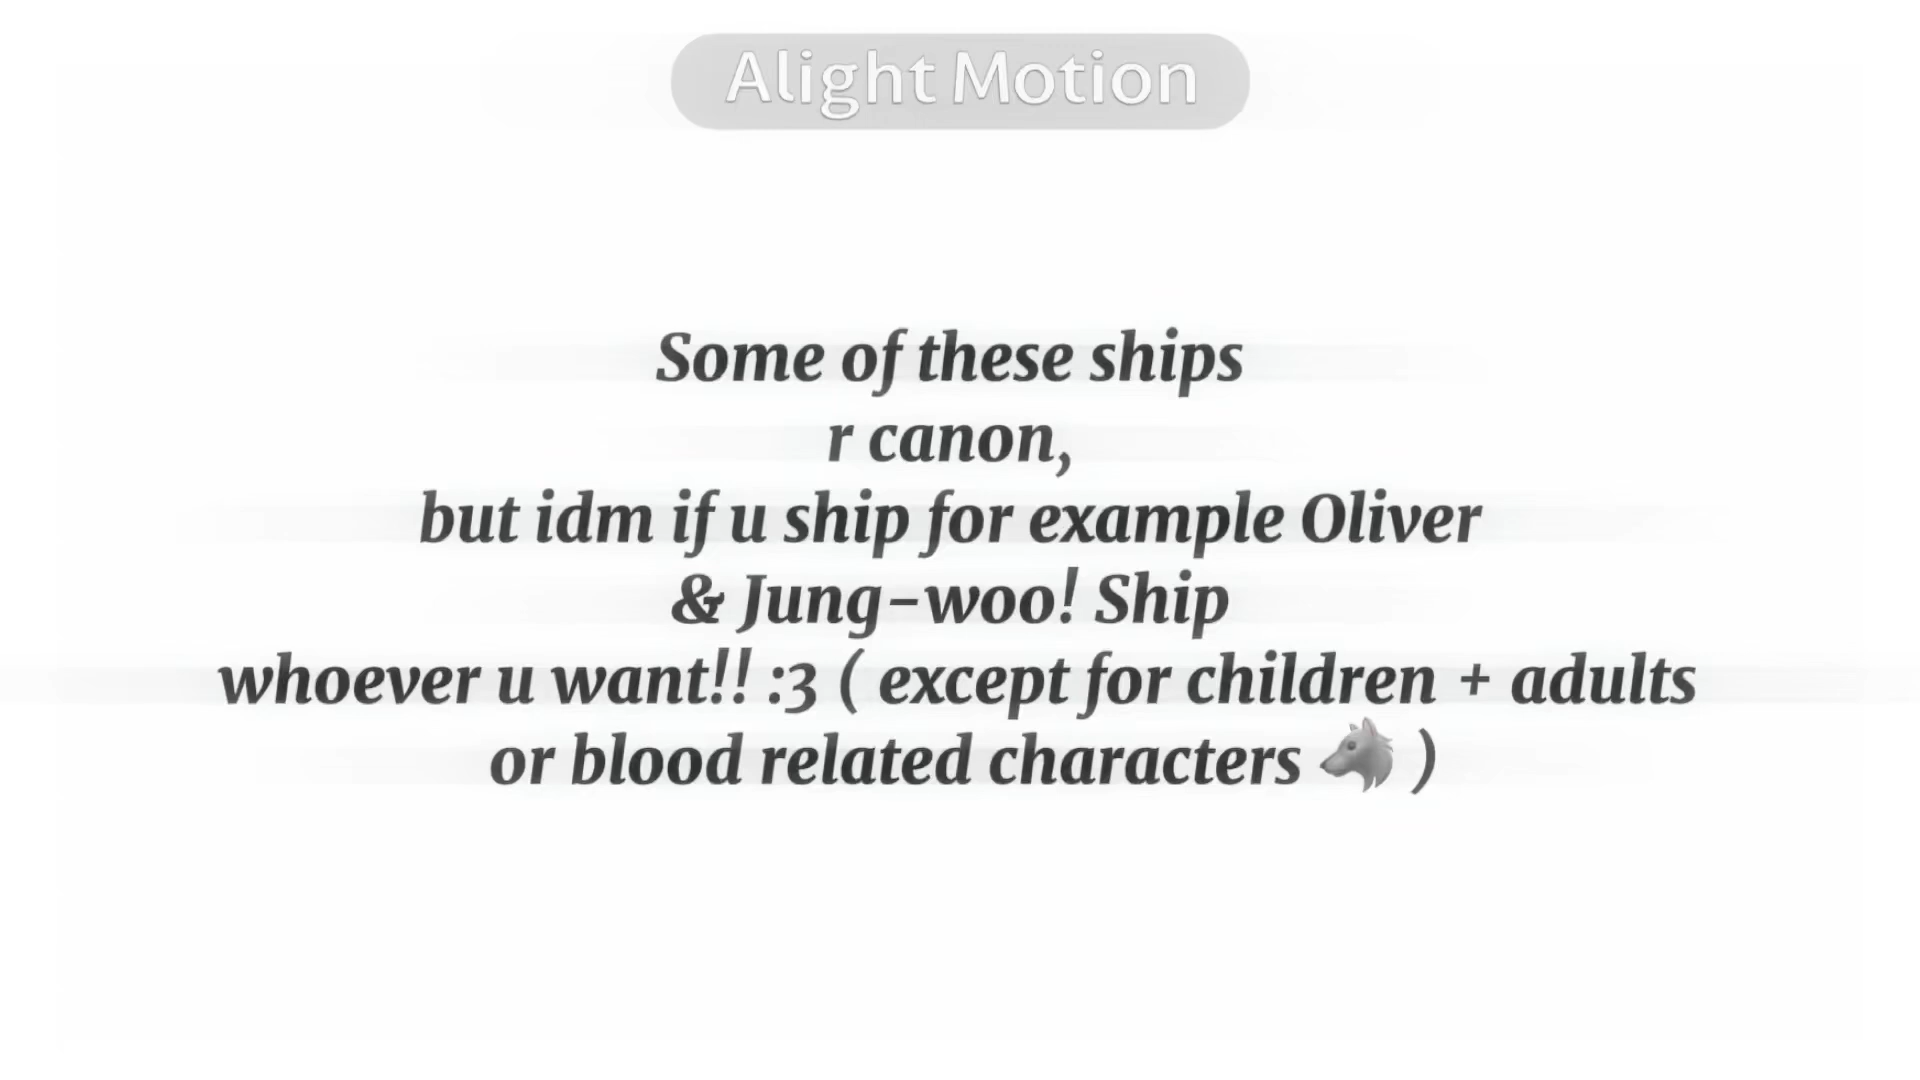 Alight Motion
Some of these ships
r canon,
but idm if u ship for example Oliver
& Jung-woo! Ship
whoever u want!! :3 ( except for children + adults
or blood related characters 🐺 )